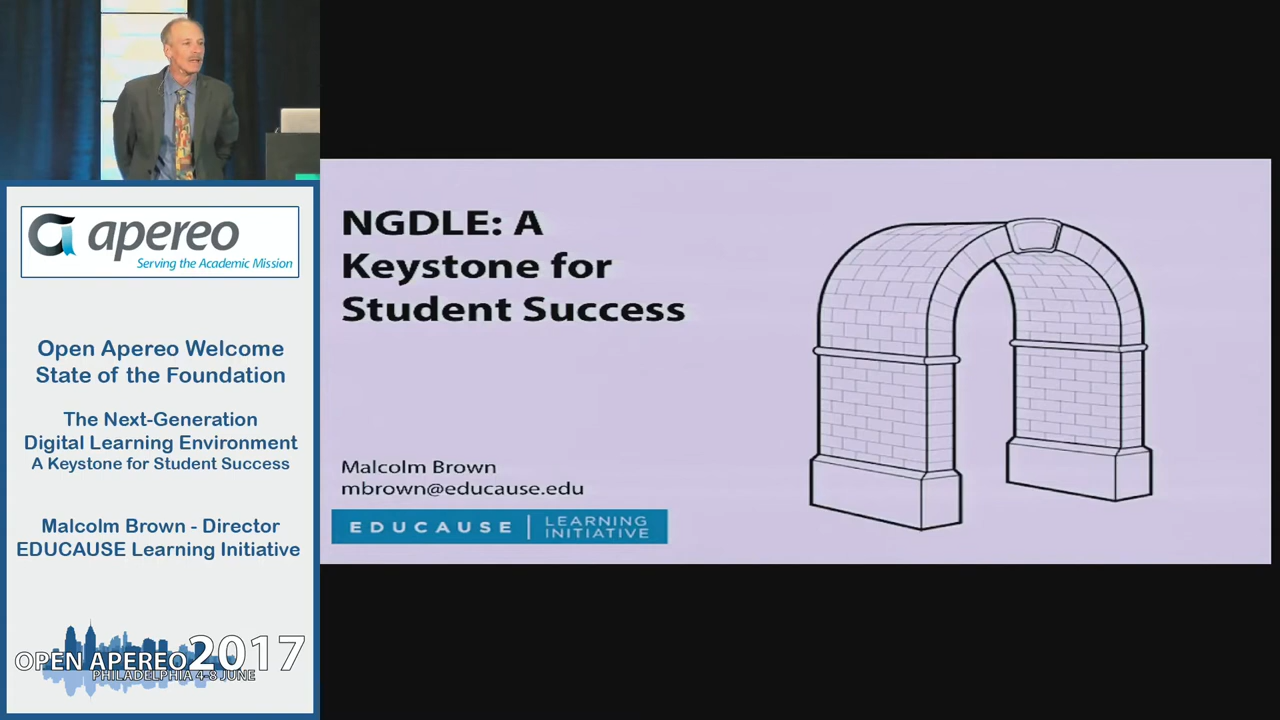 apereo
Serving the Academic Mission
Open Apereo Welcome
State of the Foundation
The Next-Generation
Digital Learning Environment
A Keystone for Student Success
Malcolm Brown - Director
EDUCAUSE Learning Initiative
OPEN APEREO 2017
PHILADELPHIA 4-8 JUNE
NGDLE: A
Keystone for
Student Success
Malcolm Brown
mbrown@educause.edu
EDUCAUSE | LEARNING
INITIATIVE